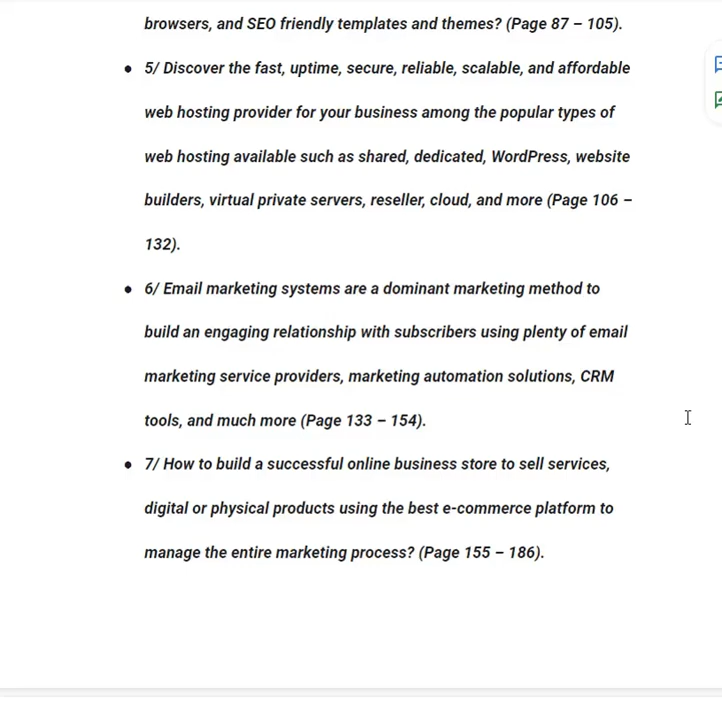 browsers, and SEO friendly templates and themes? (Page 87 – 105).
● 5/ Discover the fast, uptime, secure, reliable, scalable, and affordable
web hosting provider for your business among the popular types of
web hosting available such as shared, dedicated, WordPress, website
builders, virtual private servers, reseller, cloud, and more (Page 106 –
132).
● 6/ Email marketing systems are a dominant marketing method to
build an engaging relationship with subscribers using plenty of email
marketing service providers, marketing automation solutions, CRM
tools, and much more (Page 133 – 154).
● 7/ How to build a successful online business store to sell services,
digital or physical products using the best e-commerce platform to
manage the entire marketing process? (Page 155 – 186).